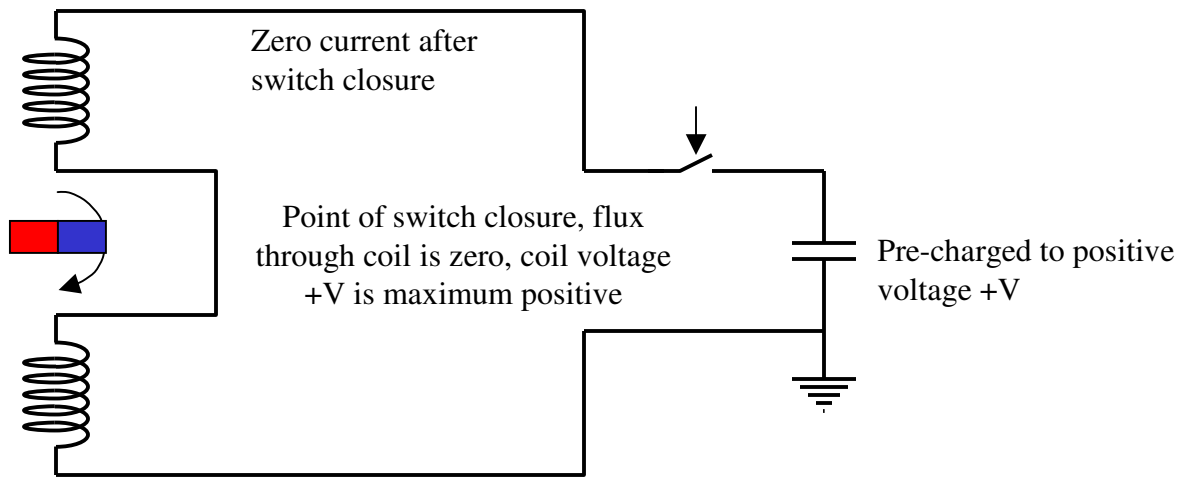 Zero current after
switch closure
Point of switch closure, flux
through coil is zero, coil voltage
+V is maximum positive
Pre-charged to positive
voltage +V